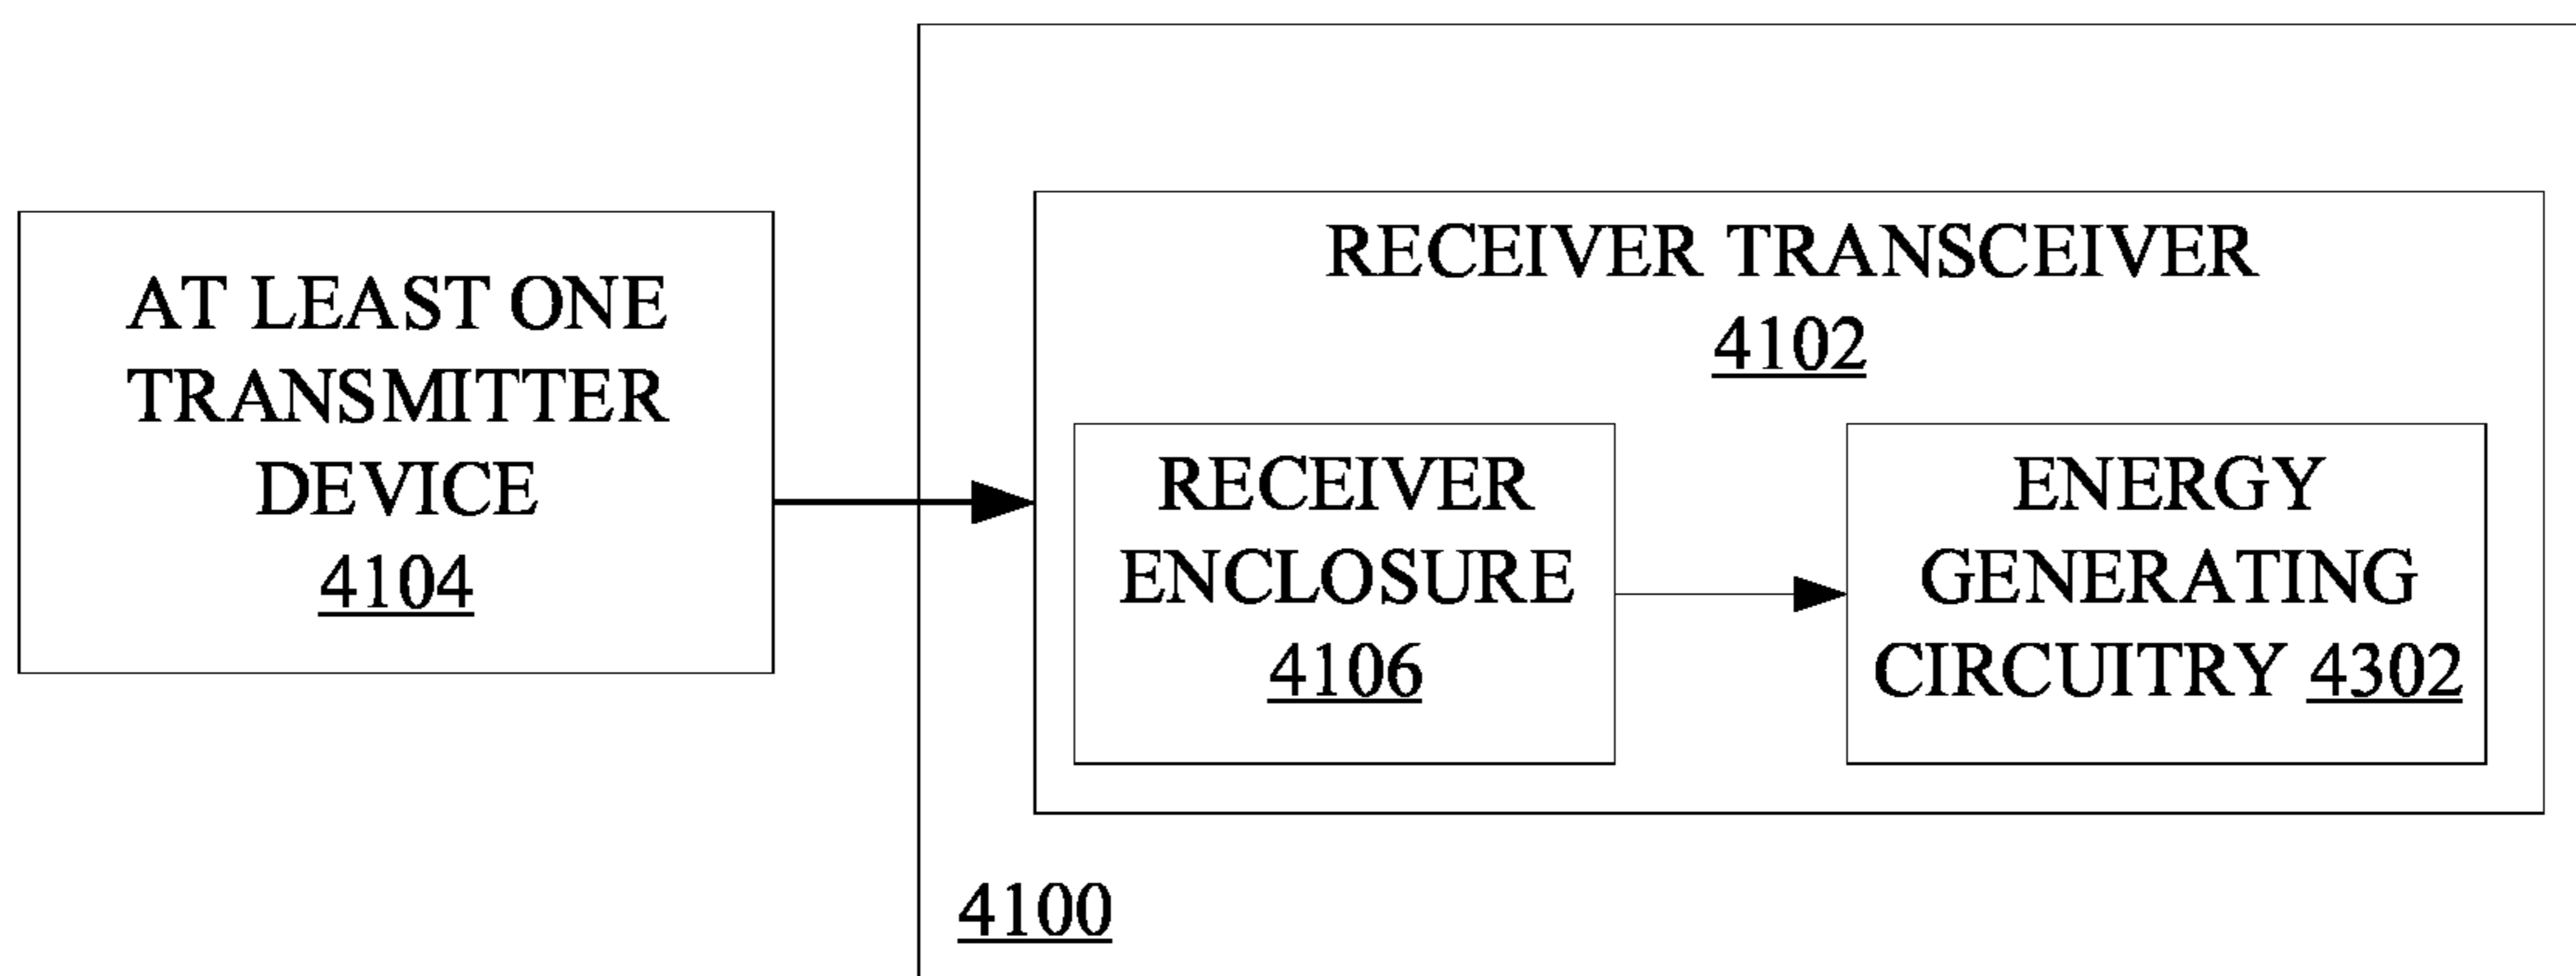 AT LEAST ONE
TRANSMITTER
DEVICE
4104
RECEIVER TRANSCEIVER
4102
RECEIVER
ENCLOSURE
4106
ENERGY
GENERATING
CIRCUITRY 4302
4100